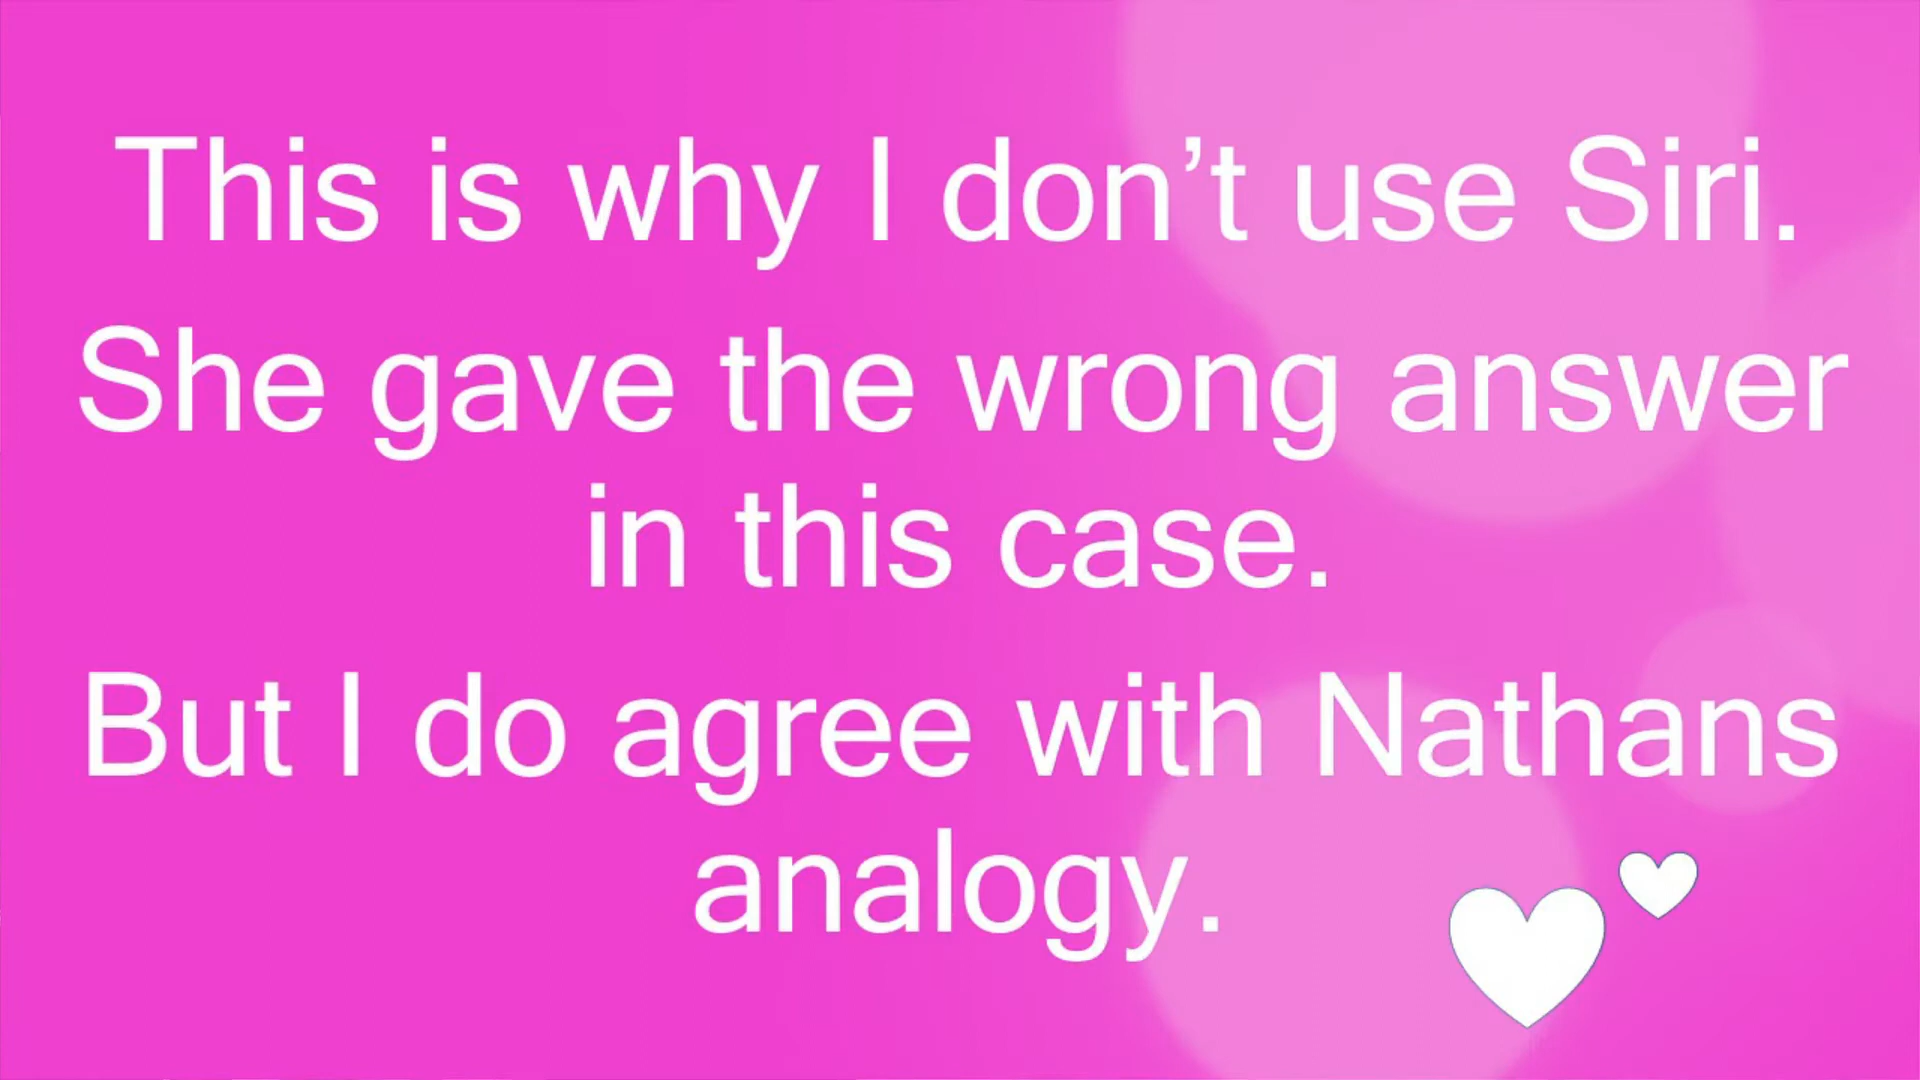 This is why I don’t use Siri.
She gave the wrong answer
in this case.
But I do agree with Nathans
analogy.